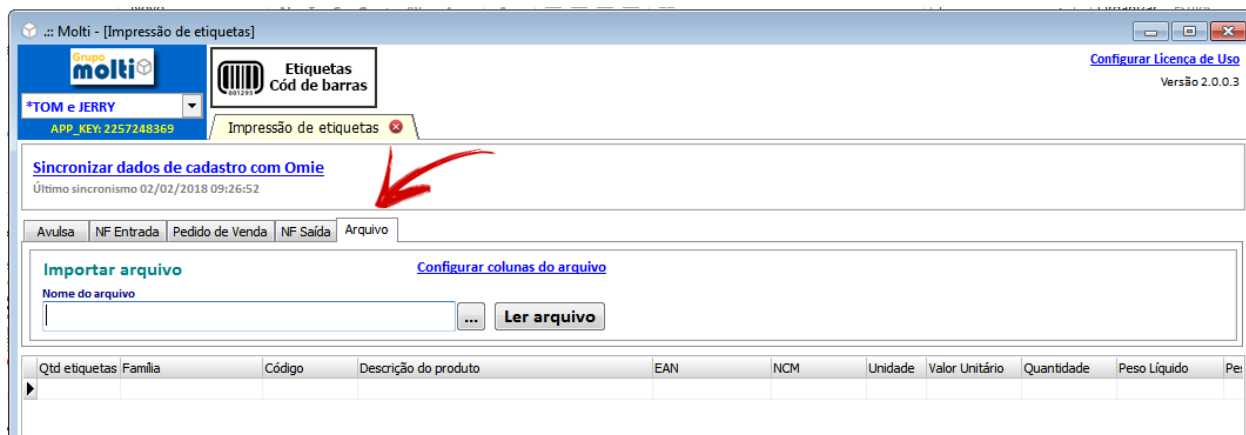 .:: Molti - [Impressão de etiquetas]
Grupo
molti
Etiquetas
Cód de barras
001295
Configurar Licença de Uso
Versão 2.0.0.3
*TOM e JERRY
APP_KEY: 2257248369
Impressão de etiquetas
Sincronizar dados de cadastro com Omie
Último sincronismo 02/02/2018 09:26:52
Avulsa NF Entrada Pedido de Venda NF Saída Arquivo
Importar arquivo Configurar colunas do arquivo
Nome do arquivo
... Ler arquivo
Qtd etiquetas Família Código Descrição do produto EAN NCM Unidade Valor Unitário Quantidade Peso Líquido Pe